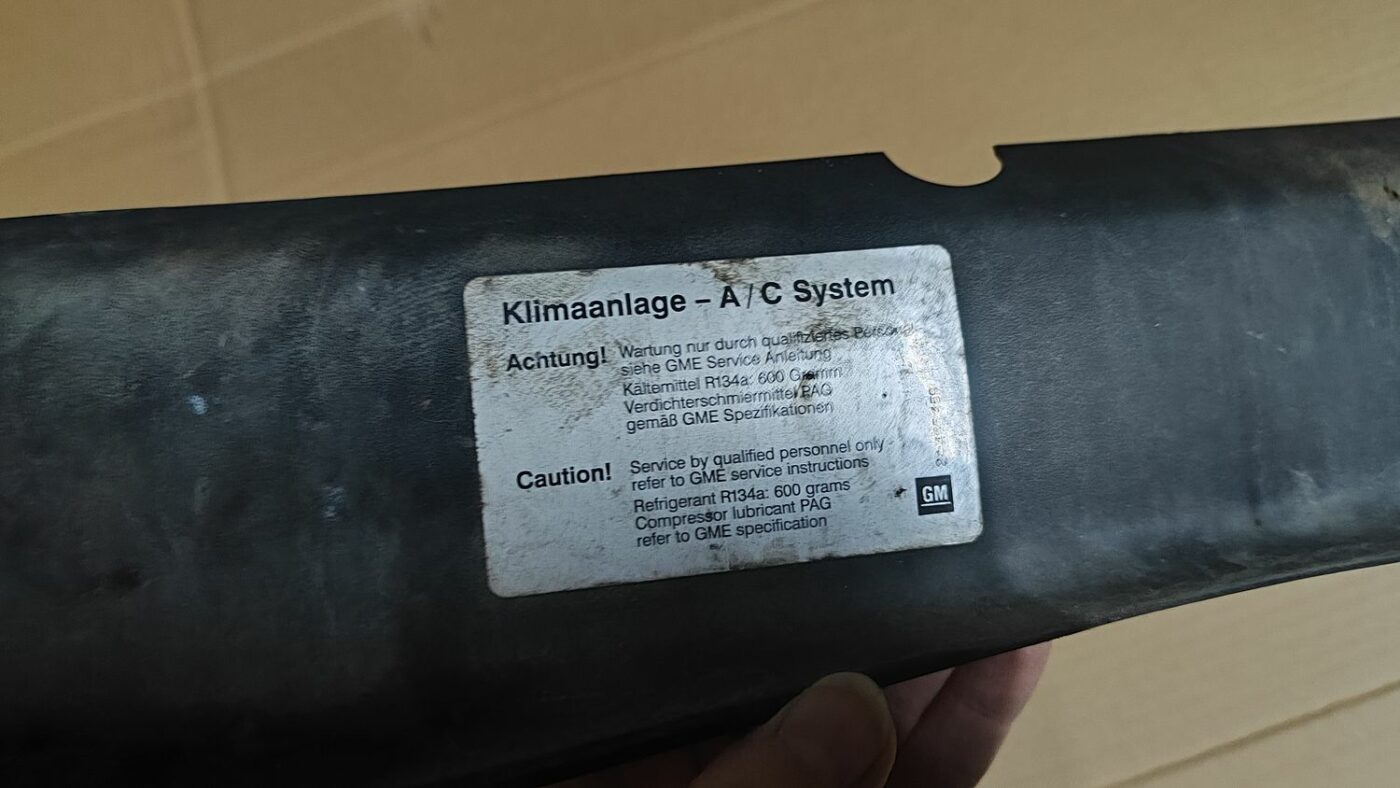 Klimaanlage – A/C System
Achtung! Wartung nur durch qualifiziertes Personal
siehe GME Service Anleitung
Kältemittel R134a: 600 Gramm
Verdichterschmiermittel PAG
gemäß GME Spezifikationen
Caution! Service by qualified personnel only
refer to GME service instructions
Refrigerant R134a: 600 grams
Compressor lubricant PAG
refer to GME specification
GM